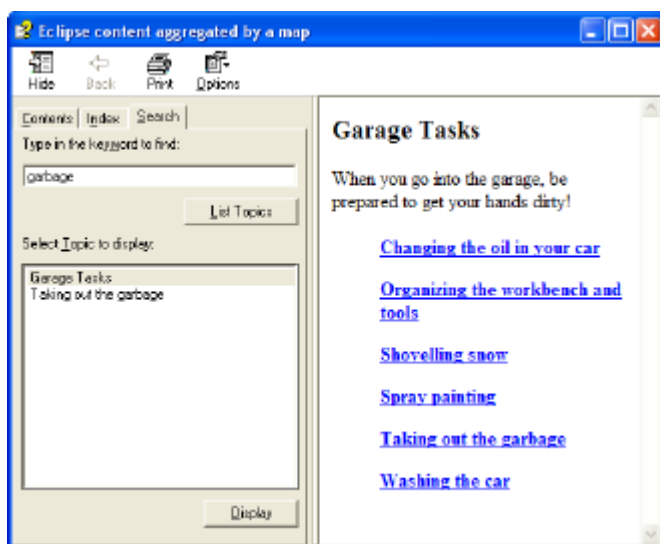 Eclipse content aggregated by a map
Hide Back Print Options
Contents Index Search
Type in the keyword to find:
garbage
List Topics
Select Topic to display:
Garage Tasks
Taking out the garbage
Display
Garage Tasks
When you go into the garage, be
prepared to get your hands dirty!
Changing the oil in your car
Organizing the workbench and
tools
Shovelling snow
Spray painting
Taking out the garbage
Washing the car